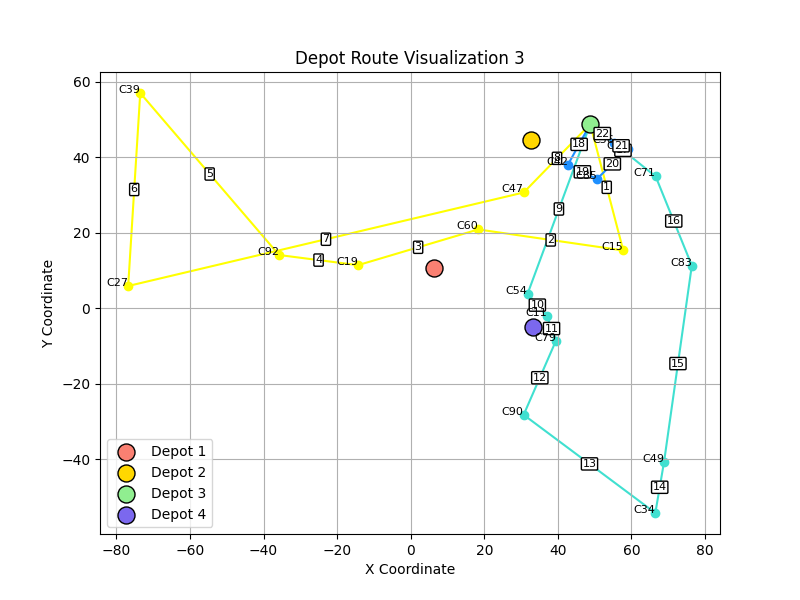 Depot Route Visualization 3
Y Coordinate
60
40
20
0
−20
−40
C39
6
5
C27
C92
4
7
C19
3
C60
2
C47
8
18
22
21
19
20
1
C15
C71
16
C83
9
C54
10
C11
11
C79
12
C90
13
15
C49
14
C34
Depot 1
Depot 2
Depot 3
Depot 4
−80
−60
−40
−20
0
20
40
60
80
X Coordinate